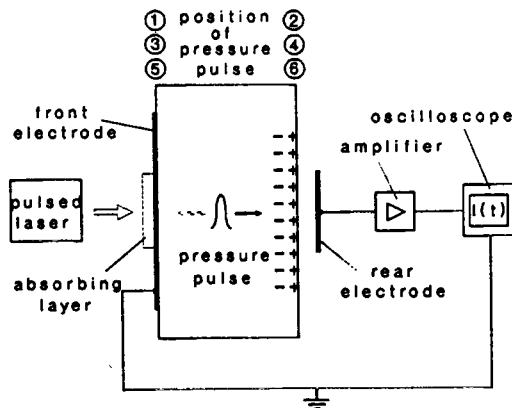 ① position ②
of
③ pressure ④
⑤ pulse ⑥
front
electrode
oscilloscope
amplifier
pulsed
laser
I(t)
pressure
pulse
absorbing
layer
rear
electrode